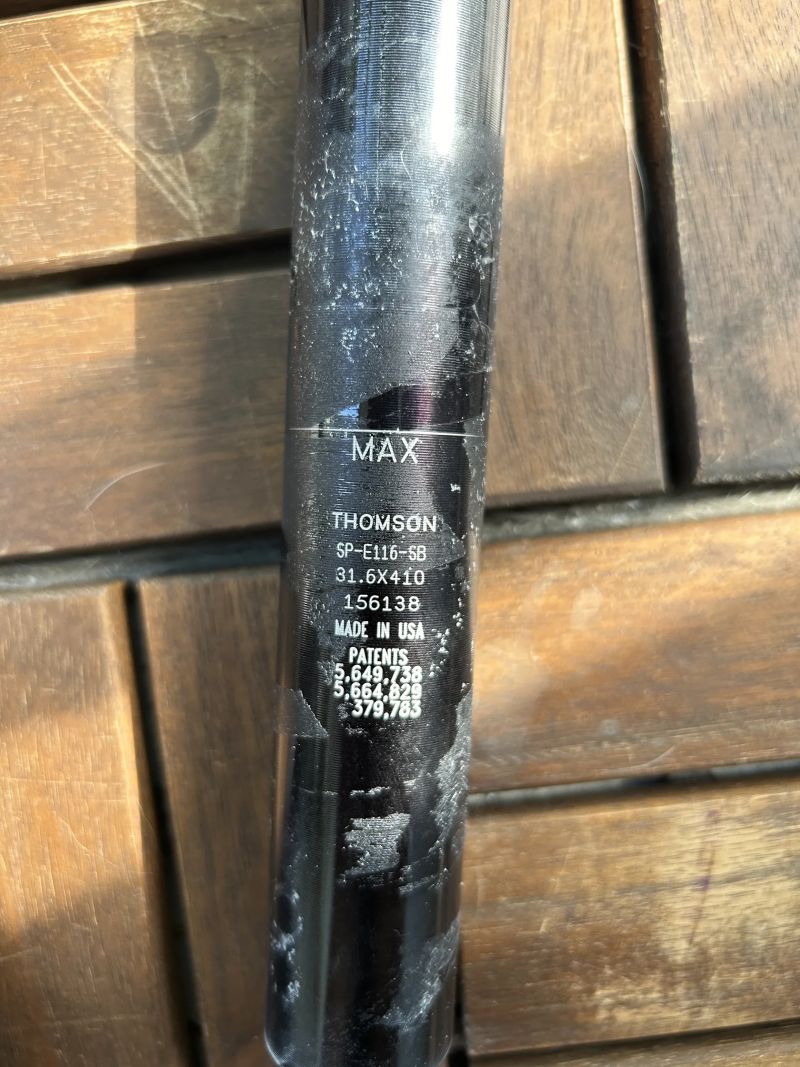 MAX
THOMSON
SP-E116-SB
31.6X410
156138
MADE IN USA
PATENTS
5,649,738
5,664,829
379,783